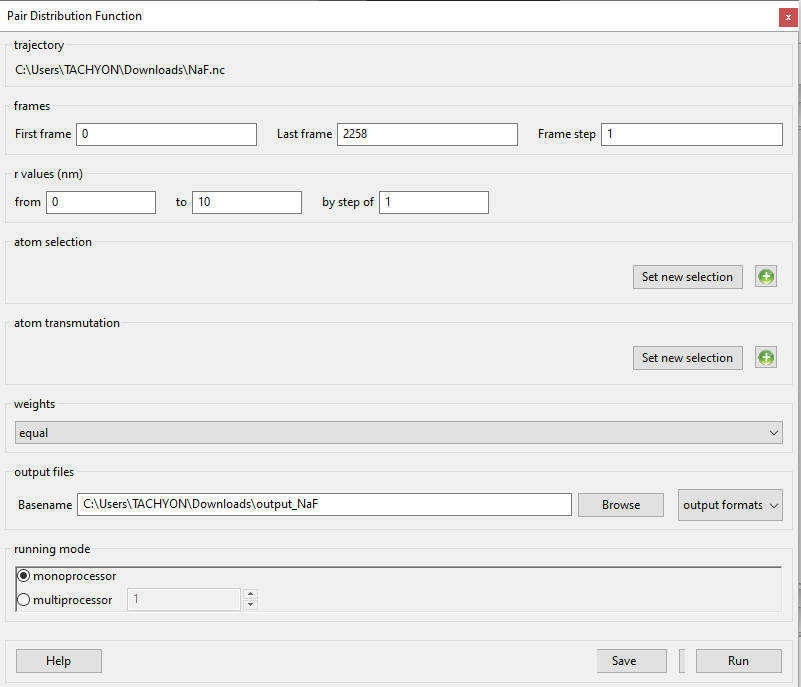 Pair Distribution Function
x
trajectory
C:\Users\TACHYON\Downloads\NaF.nc
frames
First frame 0 Last frame 2258 Frame step 1
r values (nm)
from 0 to 10 by step of 1
atom selection
Set new selection
atom transmutation
Set new selection
weights
equal
output files
Basename C:\Users\TACHYON\Downloads\output_NaF Browse output formats
running mode
monoprocessor
multiprocessor 1
Help Save Run